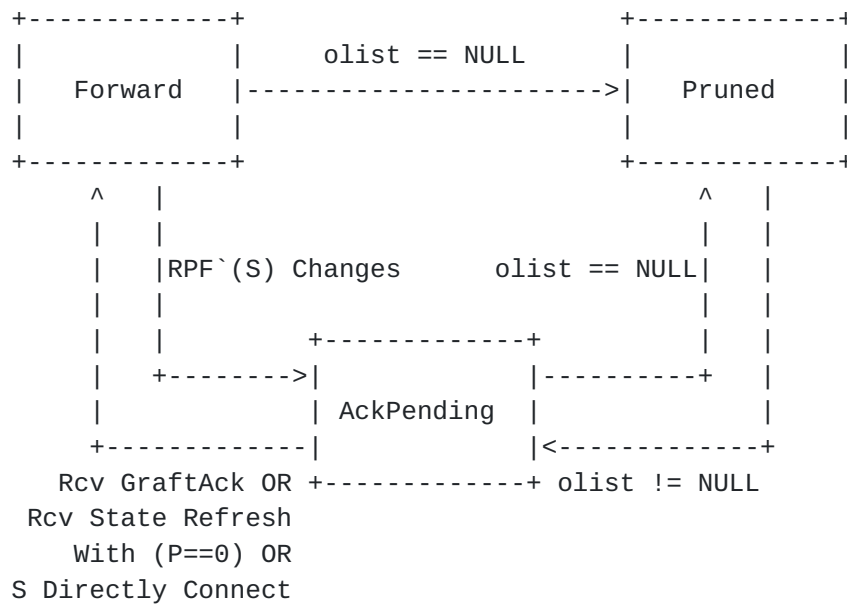 olist == NULL
Forward Pruned
RPF`(S) Changes olist == NULL
AckPending
Rcv GraftAck OR olist != NULL
Rcv State Refresh
With (P==0) OR
S Directly Connect